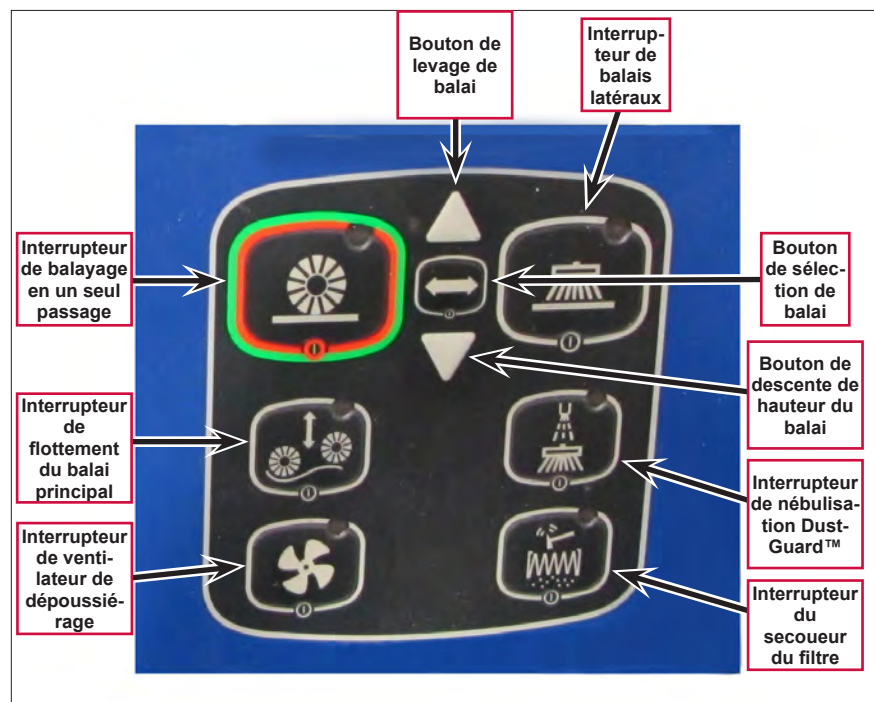 Bouton de
levage de
balai
Interrup-
teur de
balais
latéraux
Interrupteur
de balayage
en un seul
passage
Bouton
de sélec-
tion de
balai
Bouton de
descente de
hauteur du
balai
Interrupteur
de
flottement
du balai
principal
Interrupteur
de nébulisa-
tion Dust-
Guard™
Interrupteur
de venti-
lateur de
dépoussié-
rage
Interrupteur
du
secoueur
du filtre